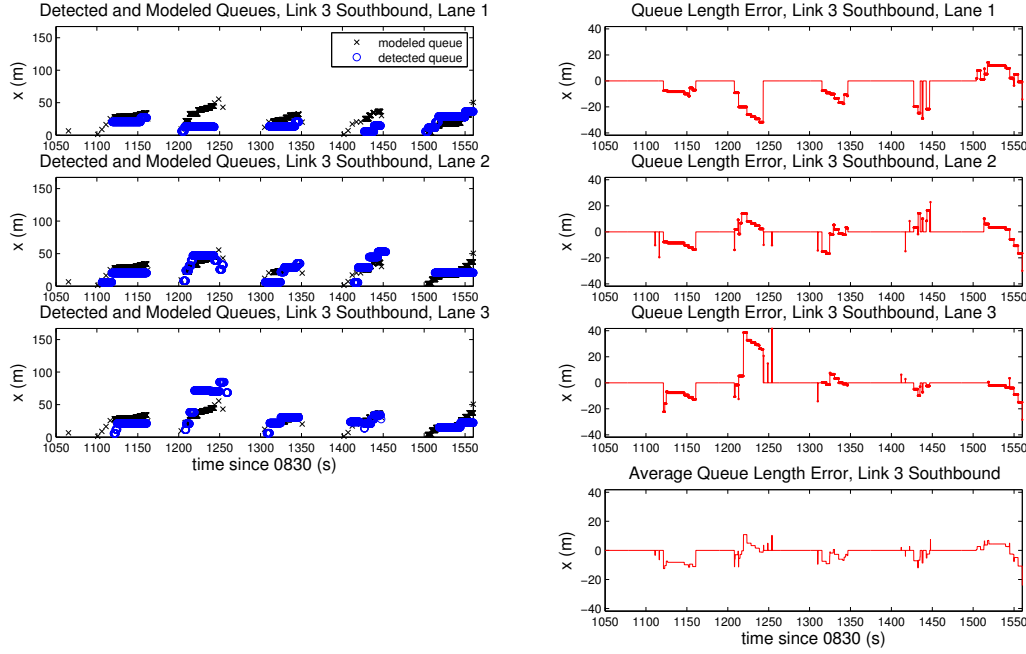 Detected and Modeled Queues, Link 3 Southbound, Lane 1
x (m)
150
100
50
0
× modeled queue
○ detected queue
1050 1100 1150 1200 1250 1300 1350 1400 1450 1500 1550
Detected and Modeled Queues, Link 3 Southbound, Lane 2
x (m)
150
100
50
0
1050 1100 1150 1200 1250 1300 1350 1400 1450 1500 1550
Detected and Modeled Queues, Link 3 Southbound, Lane 3
x (m)
150
100
50
0
1050 1100 1150 1200 1250 1300 1350 1400 1450 1500 1550
time since 0830 (s)
Queue Length Error, Link 3 Southbound, Lane 1
x (m)
40
20
0
−20
−40
1050 1100 1150 1200 1250 1300 1350 1400 1450 1500 1550
Queue Length Error, Link 3 Southbound, Lane 2
x (m)
40
20
0
−20
−40
1050 1100 1150 1200 1250 1300 1350 1400 1450 1500 1550
Queue Length Error, Link 3 Southbound, Lane 3
x (m)
40
20
0
−20
−40
1050 1100 1150 1200 1250 1300 1350 1400 1450 1500 1550
Average Queue Length Error, Link 3 Southbound
x (m)
40
20
0
−20
−40
1050 1100 1150 1200 1250 1300 1350 1400 1450 1500 1550
time since 0830 (s)